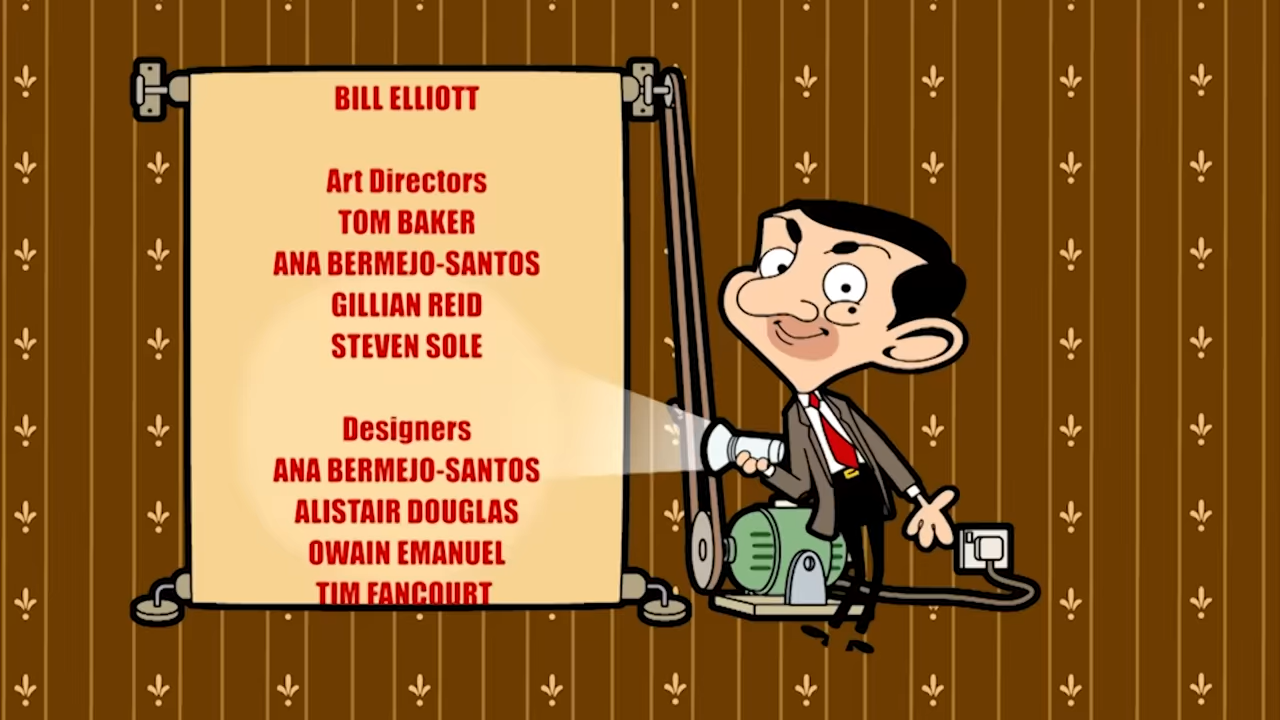 BILL ELLIOTT
Art Directors
TOM BAKER
ANA BERMEJO-SANTOS
GILLIAN REID
STEVEN SOLE
Designers
ANA BERMEJO-SANTOS
ALISTAIR DOUGLAS
OWAIN EMANUEL
TIM FANCOURT